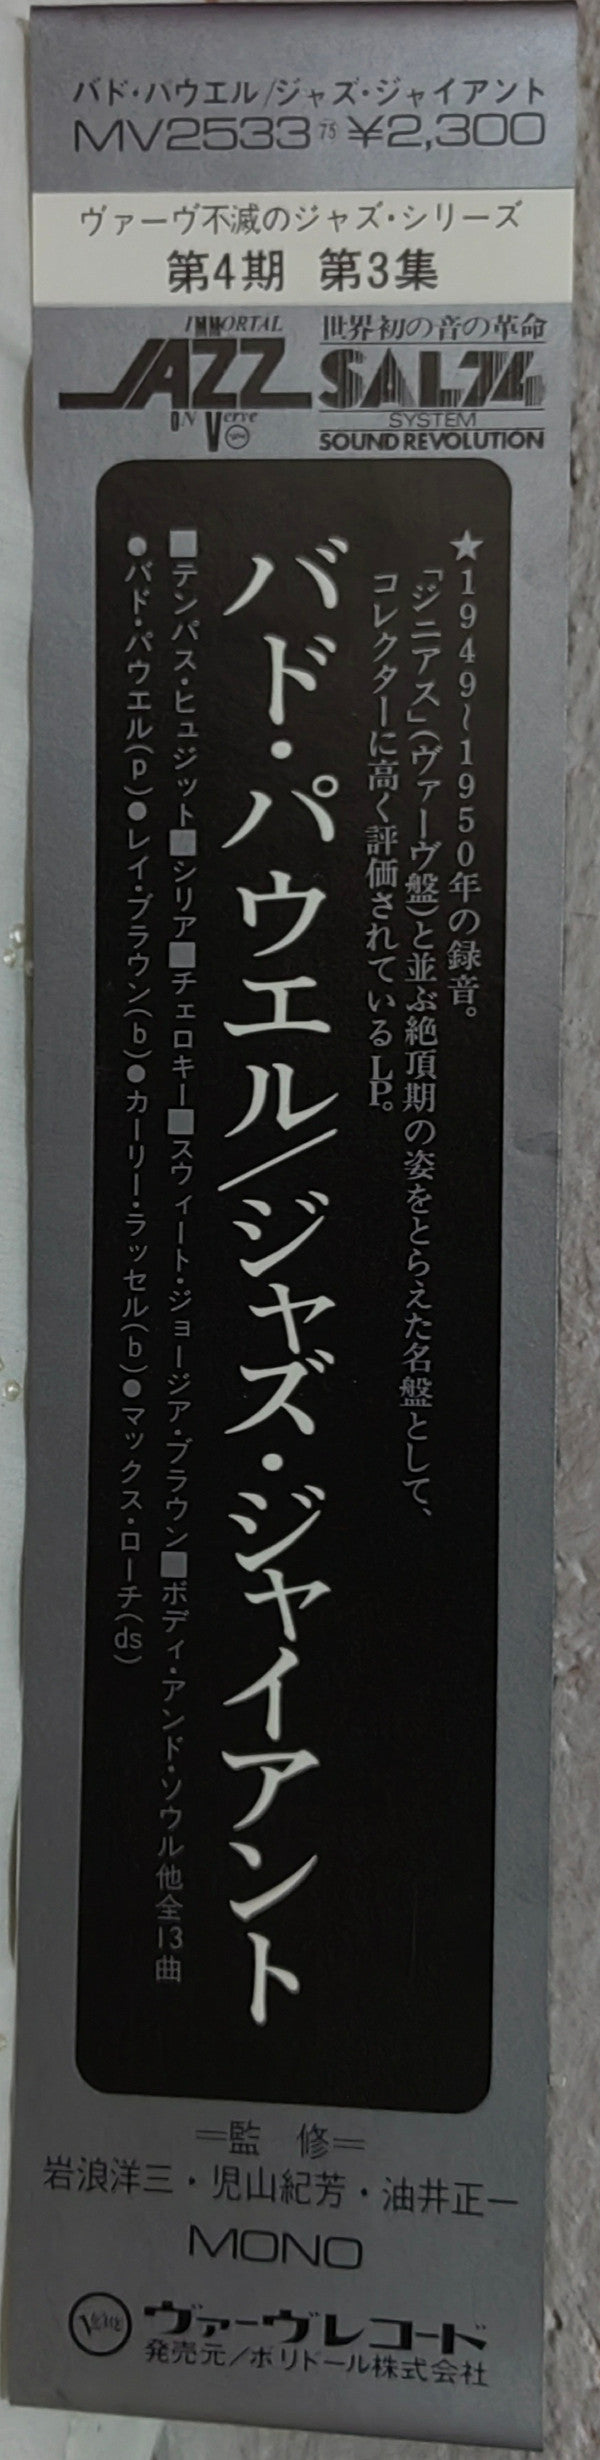 バド・パウエル/ジャズ・ジャイアント
MV2533 75 ¥2,300
ヴァーヴ不滅のジャズ・シリーズ
第4期 第3集
IMMORTAL
JAZZ
ON Verve
世界初の音の革命
SAL74
SYSTEM
SOUND REVOLUTION
★1949~1950年の録音。
「ジニアス」(ヴァーヴ盤)と並ぶ絶頂期の姿をとらえた名盤として、
コレクターに高く評価されているLP。
バド・パウエル/ジャズ・ジャイアント
■テンパス・ヒュジット■シリア■チェロキー■スウィート・ジョージア・ブラウン■ボディ・アンド・ソウル他全13曲
●バド・パウエル(p)●レイ・ブラウン(b)●カーリー・ラッセル(b)●マックス・ローチ(ds)
=監 修=
岩浪洋三・児山紀芳・油井正一
MONO
Verve ヴァーヴレコード
発売元/ポリドール株式会社